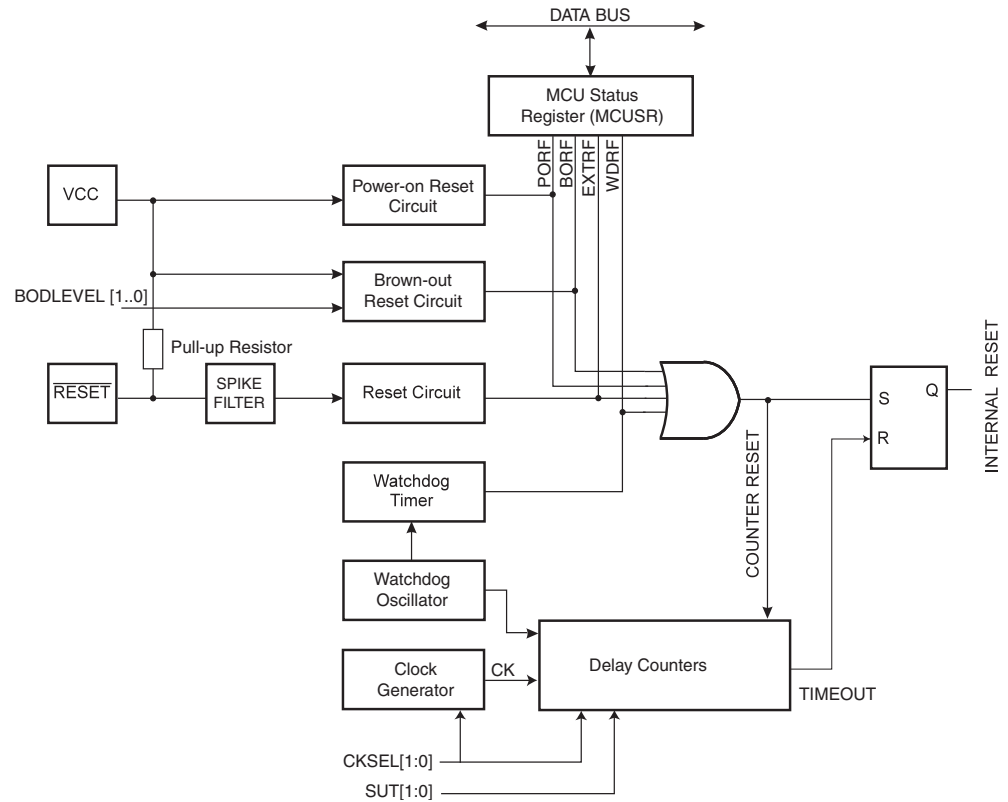 DATA BUS
MCU Status
Register (MCUSR)
PORF
BORF
EXTRF
WDRF
VCC
Power-on Reset
Circuit
Brown-out
Reset Circuit
BODLEVEL [1..0]
Pull-up Resistor
RESET
SPIKE
FILTER
Reset Circuit
S
Q
R
INTERNAL RESET
COUNTER RESET
Watchdog
Timer
Watchdog
Oscillator
Clock
Generator
CK
Delay Counters
TIMEOUT
CKSEL[1:0]
SUT[1:0]